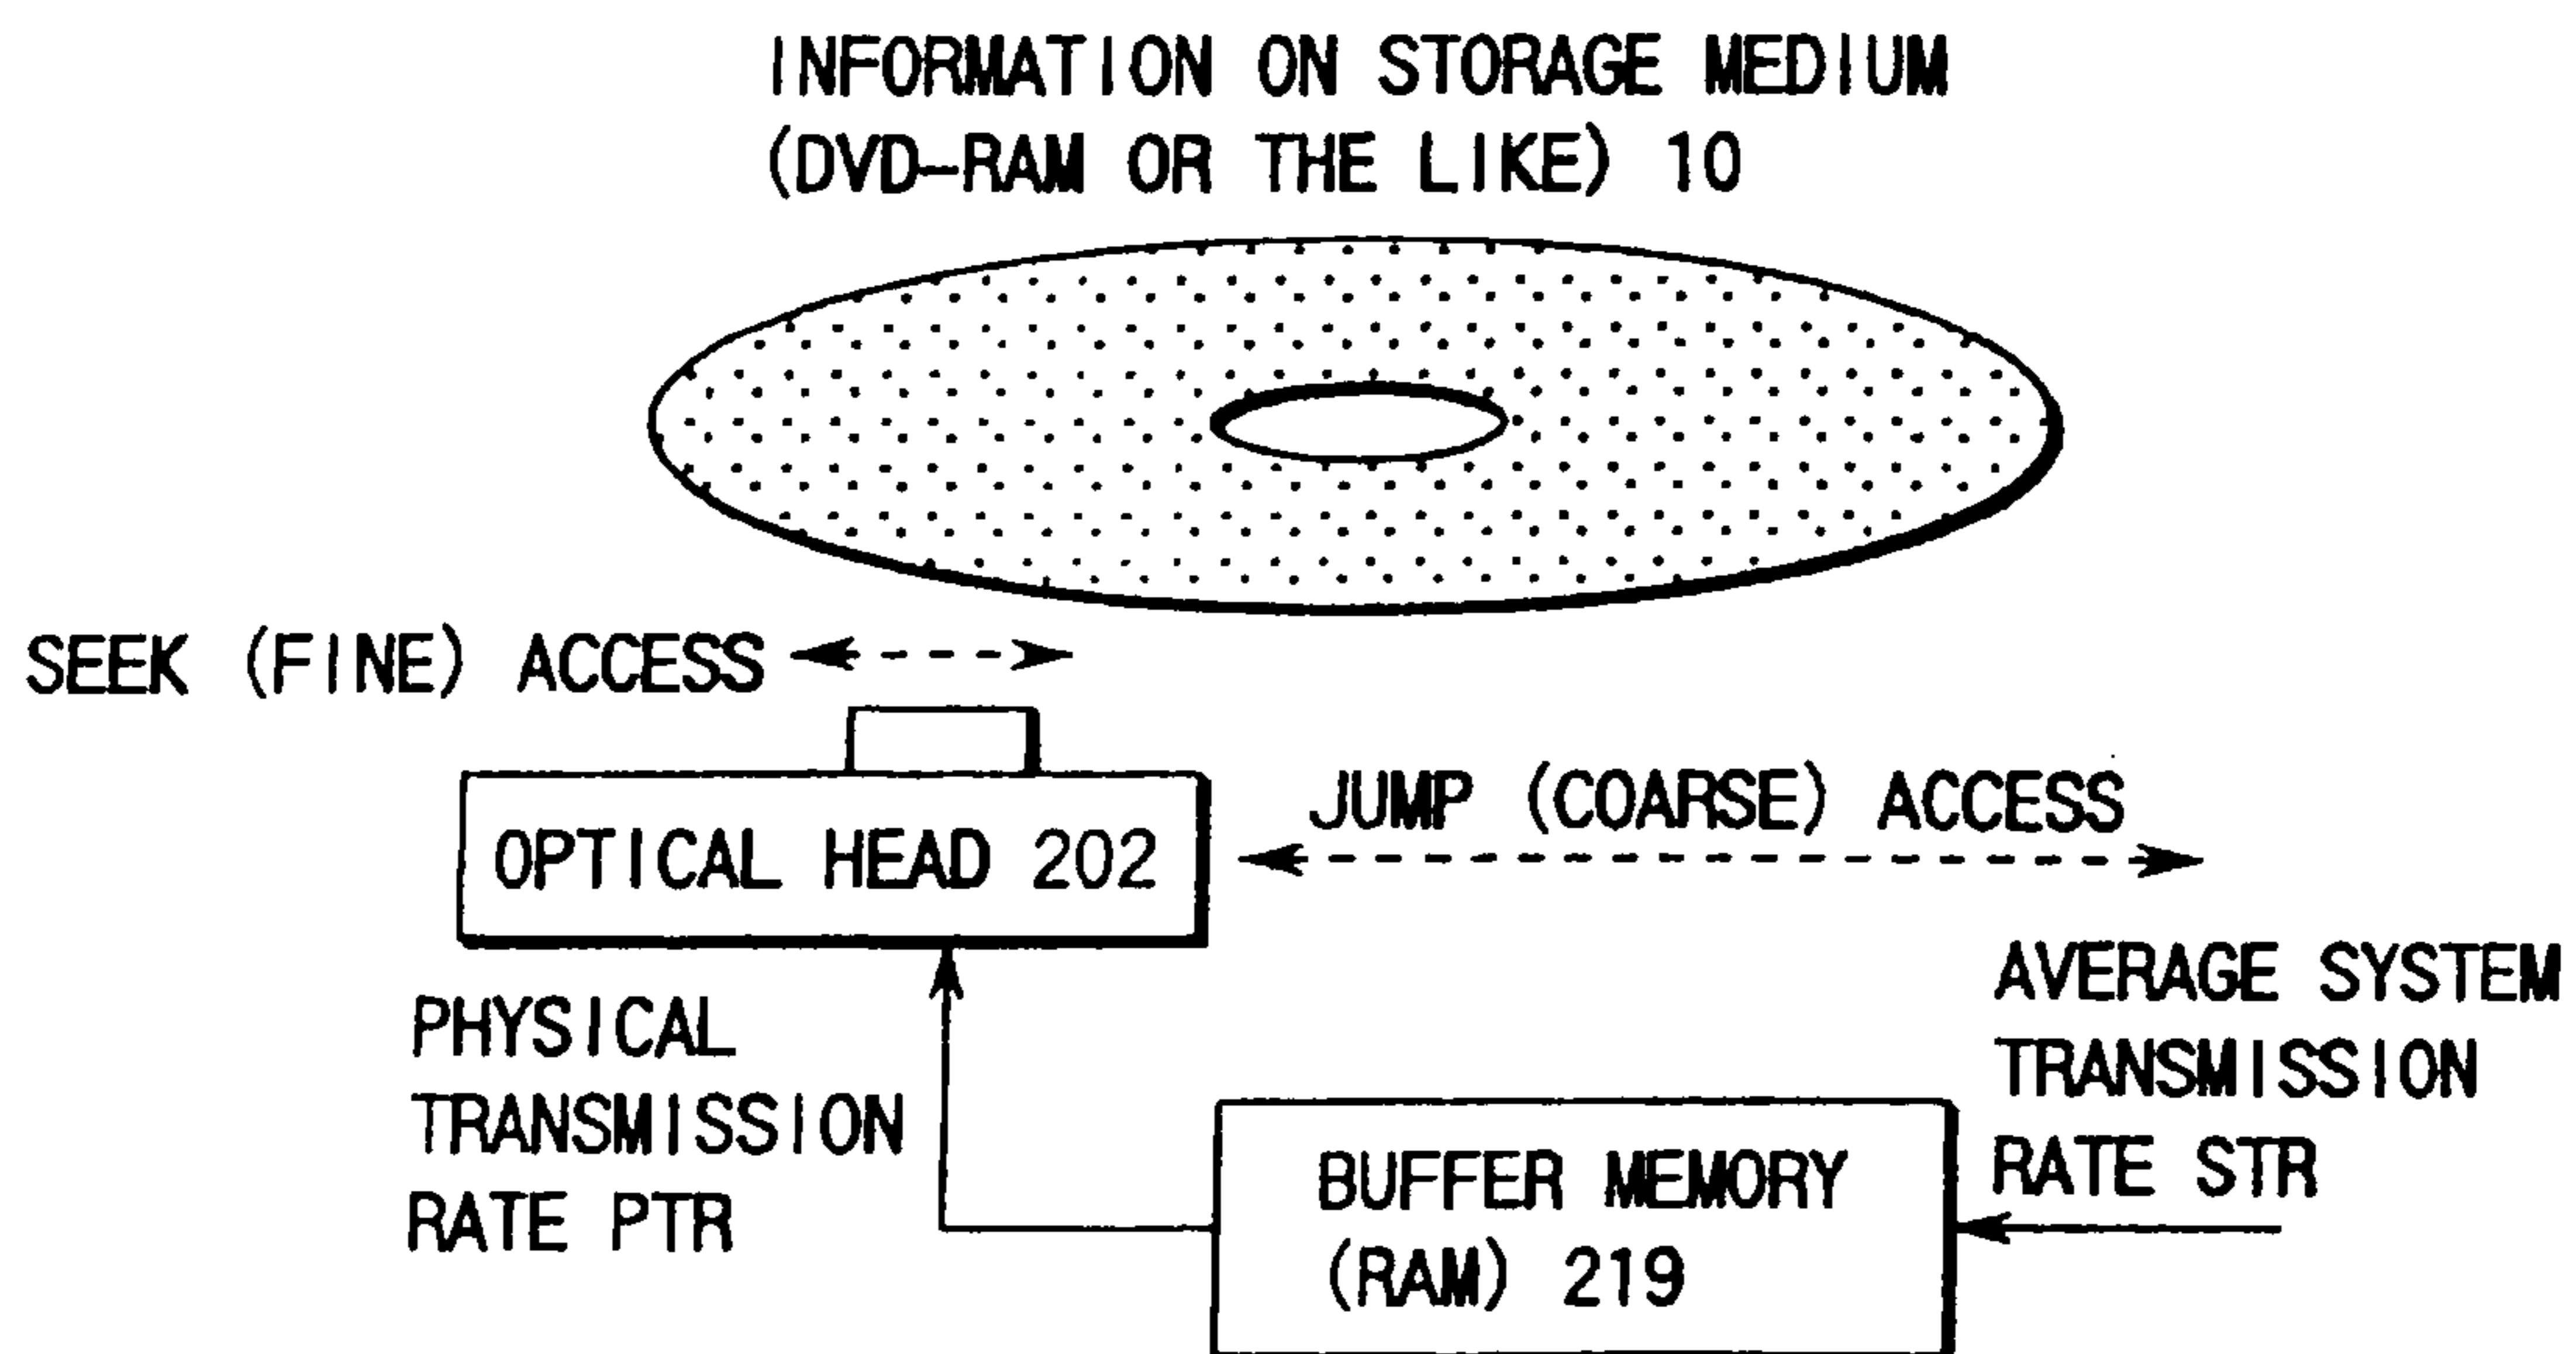 INFORMATION ON STORAGE MEDIUM
(DVD-RAM OR THE LIKE) 10
SEEK (FINE) ACCESS
OPTICAL HEAD 202
JUMP (COARSE) ACCESS
PHYSICAL
TRANSMISSION
RATE PTR
AVERAGE SYSTEM
TRANSMISSION
RATE STR
BUFFER MEMORY
(RAM) 219